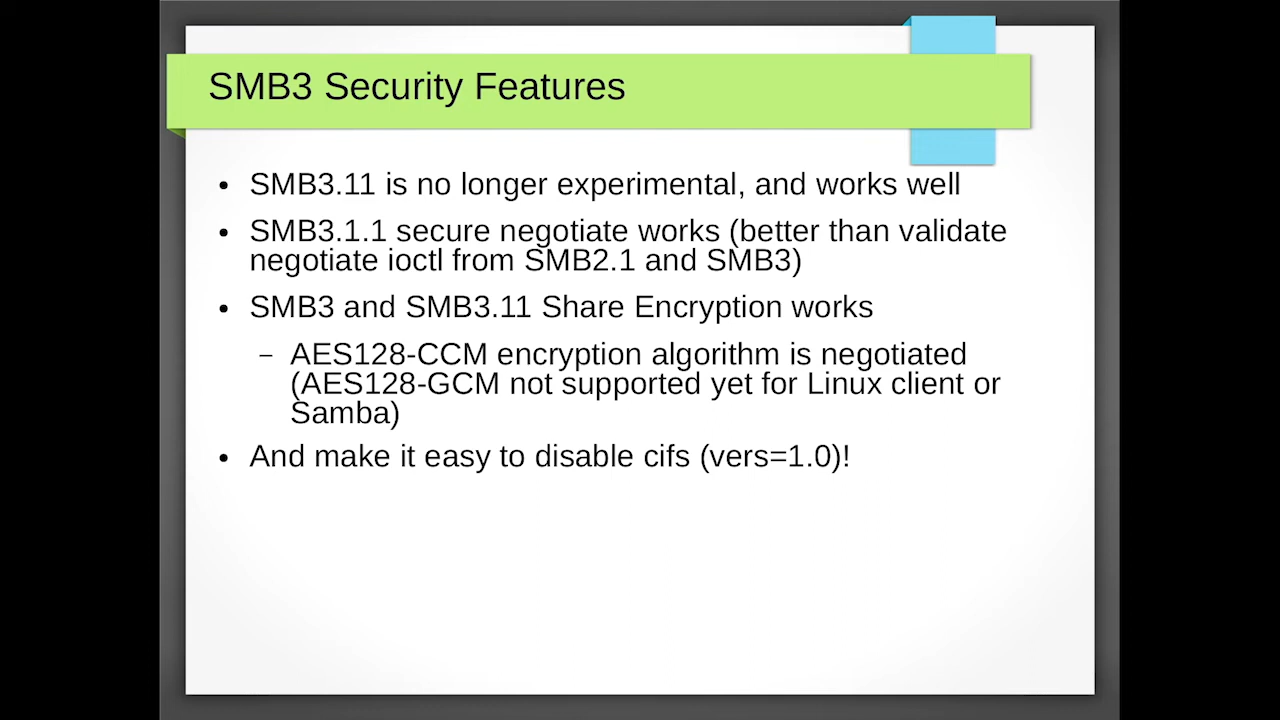 SMB3 Security Features
• SMB3.11 is no longer experimental, and works well
• SMB3.1.1 secure negotiate works (better than validate
negotiate ioctl from SMB2.1 and SMB3)
• SMB3 and SMB3.11 Share Encryption works
– AES128-CCM encryption algorithm is negotiated
(AES128-GCM not supported yet for Linux client or
Samba)
• And make it easy to disable cifs (vers=1.0)!